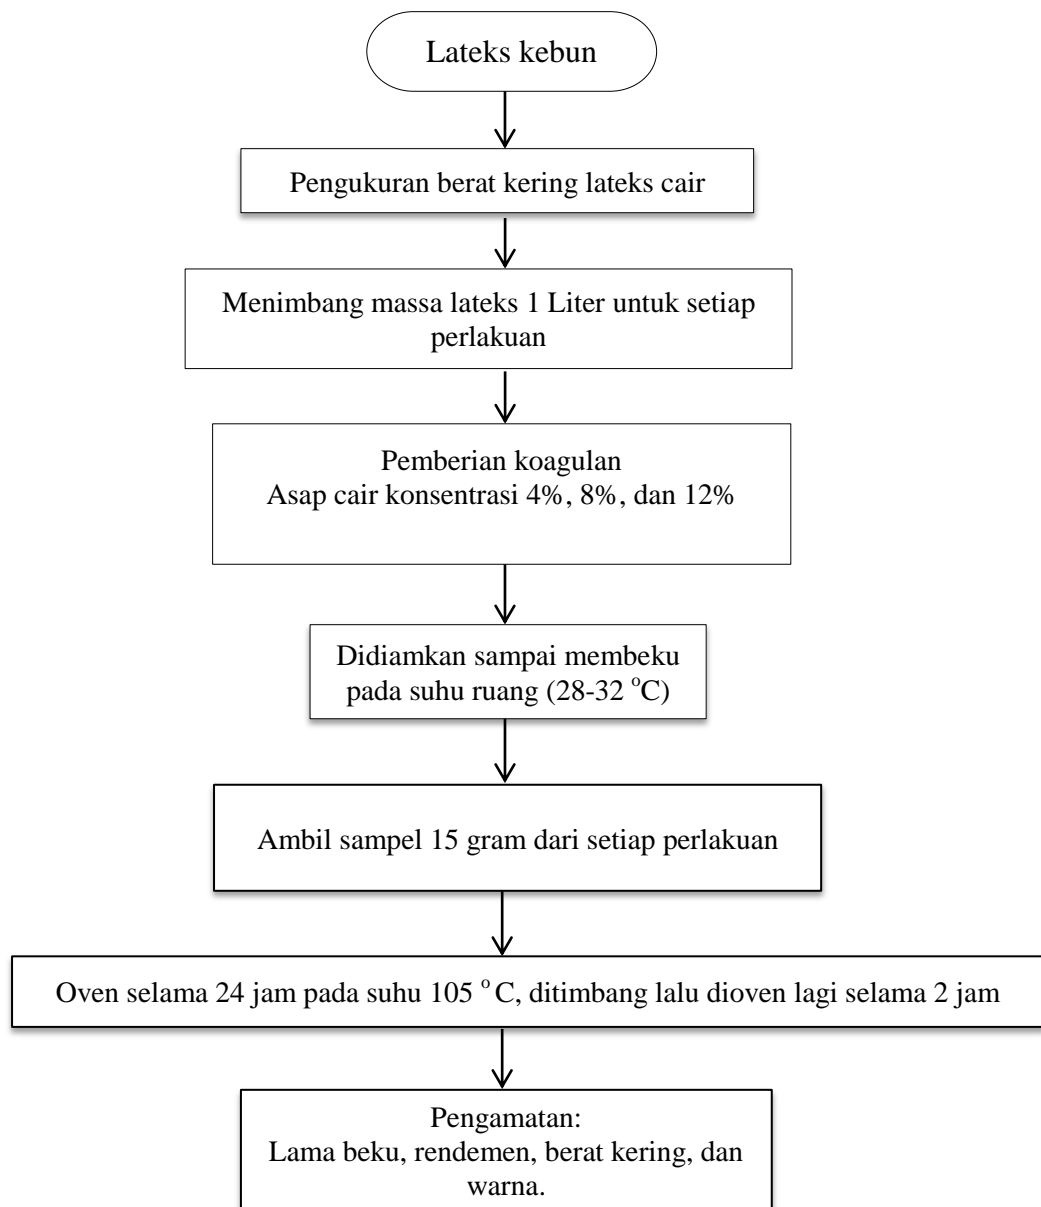 Lateks kebun
Pengukuran berat kering lateks cair
Menimbang massa lateks 1 Liter untuk setiap
perlakuan
Pemberian koagulan
Asap cair konsentrasi 4%, 8%, dan 12%
Didiamkan sampai membeku
pada suhu ruang (28-32 °C)
Ambil sampel 15 gram dari setiap perlakuan
Oven selama 24 jam pada suhu 105 °C, ditimbang lalu dioven lagi selama 2 jam
Pengamatan:
Lama beku, rendemen, berat kering, dan
warna.